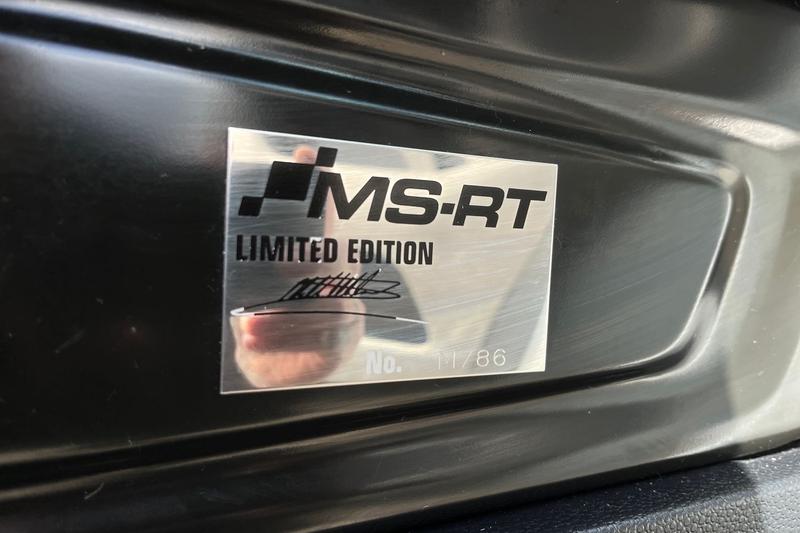 MS-RT
LIMITED EDITION
No. 11/86